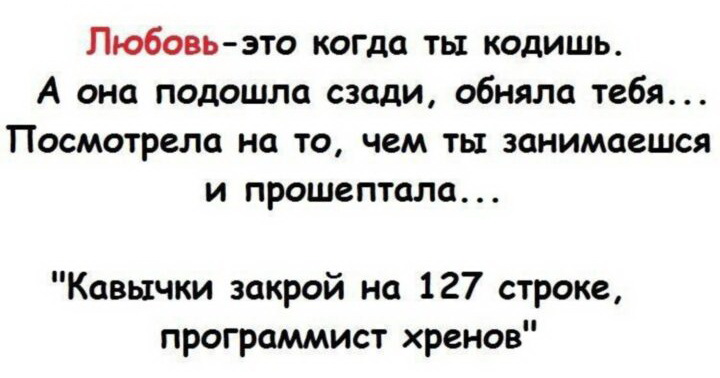 Любовь-это когда ты кодишь.
А она подошла сзади, обняла тебя...
Посмотрела на то, чем ты занимаешся
и прошептала...
"Кавычки закрой на 127 строке,
программист хренов"